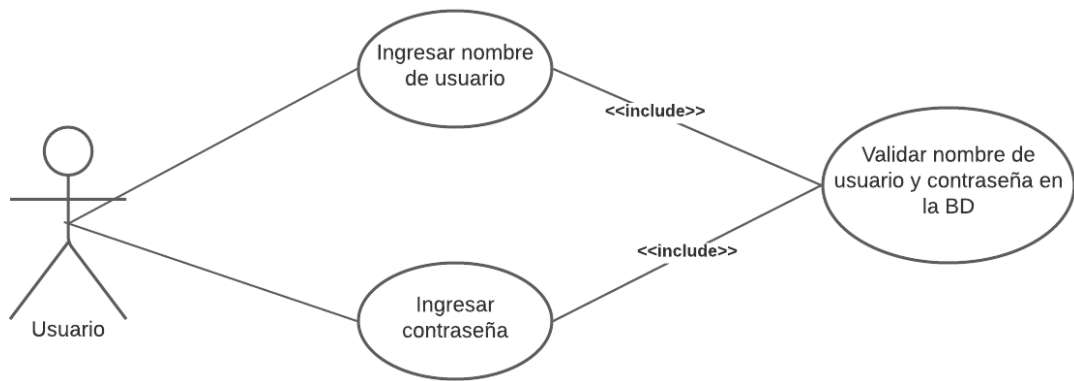 Ingresar nombre
de usuario
<<include>>
Validar nombre de
usuario y contraseña en
la BD
<<include>>
Ingresar
contraseña
Usuario